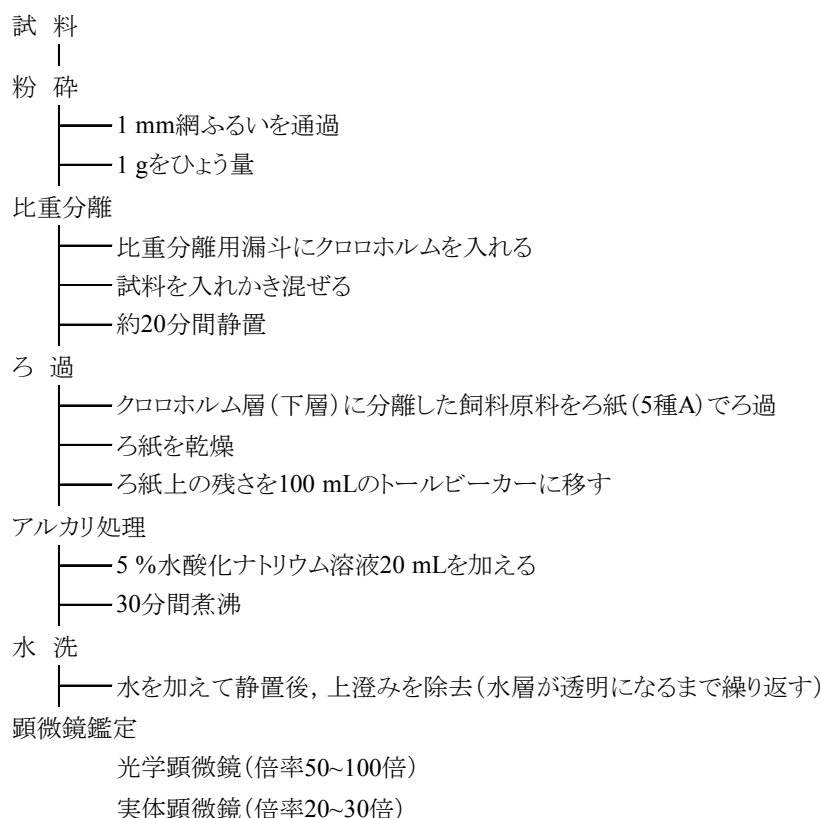 試 料
粉 砕
1 mm網ふるいを通過
1 gをひょう量
比重分離
比重分離用漏斗にクロロホルムを入れる
試料を入れかき混ぜる
約20分間静置
ろ 過
クロロホルム層(下層)に分離した飼料原料をろ紙(5種A)でろ過
ろ紙を乾燥
ろ紙上の残さを100 mLのトールビーカーに移す
アルカリ処理
5 %水酸化ナトリウム溶液20 mLを加える
30分間煮沸
水 洗
水を加えて静置後, 上澄みを除去(水層が透明になるまで繰り返す)
顕微鏡鑑定
光学顕微鏡(倍率50~100倍)
実体顕微鏡(倍率20~30倍)